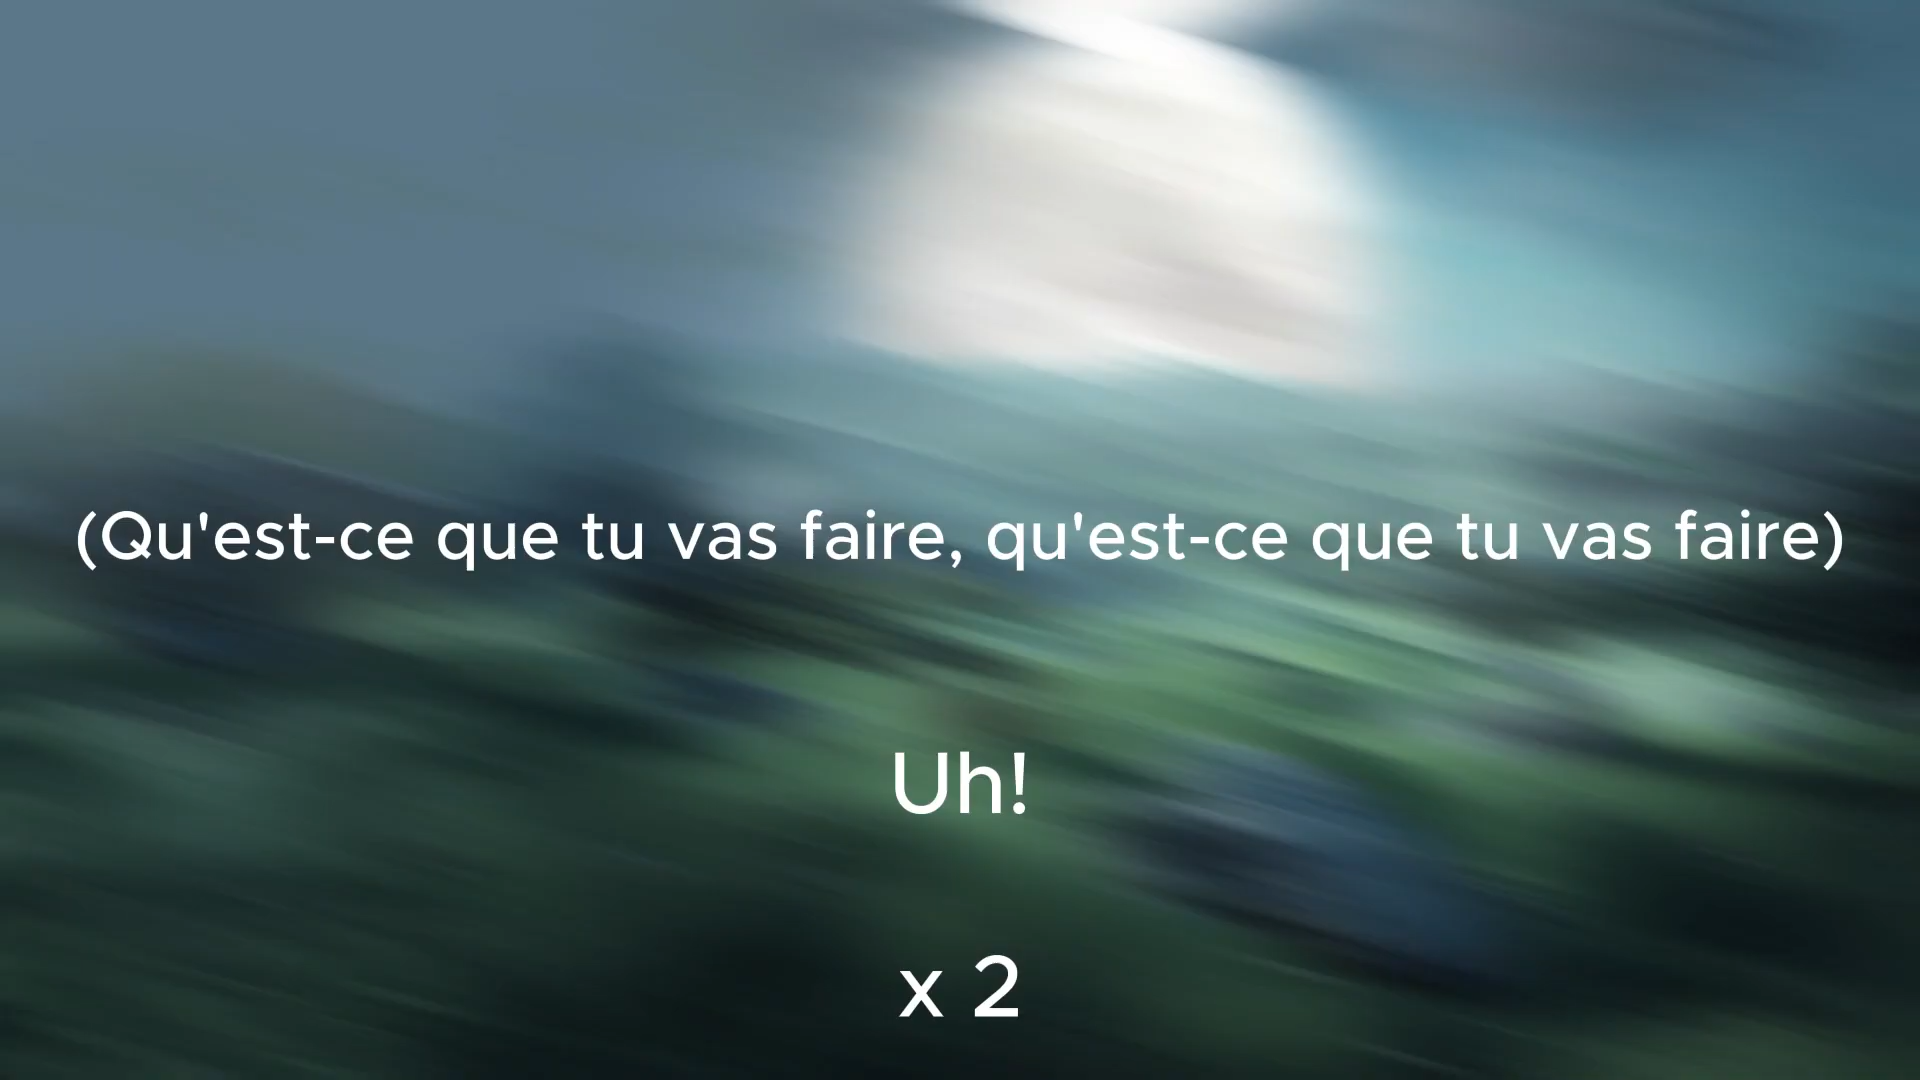 (Qu'est-ce que tu vas faire, qu'est-ce que tu vas faire)
Uh!
x 2